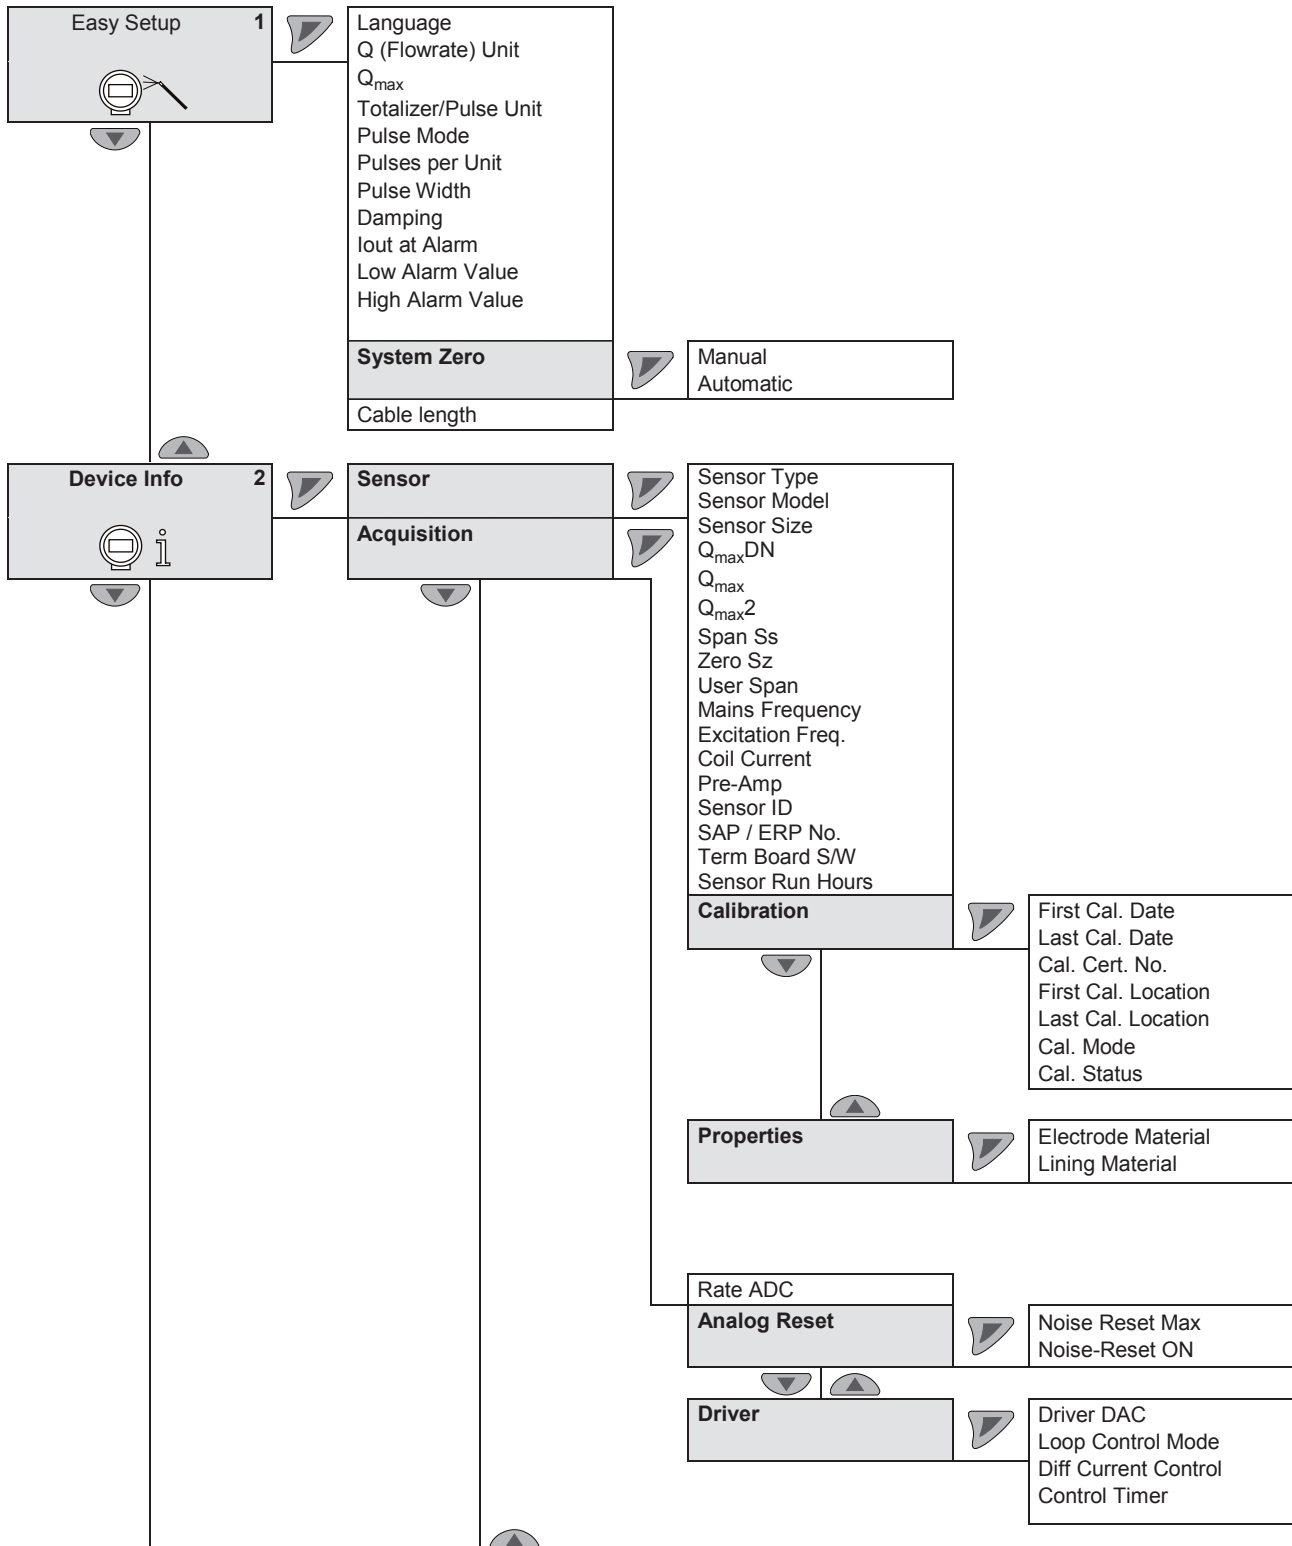 Easy Setup 1
Language
Q (Flowrate) Unit
Qmax
Totalizer/Pulse Unit
Pulse Mode
Pulses per Unit
Pulse Width
Damping
Iout at Alarm
Low Alarm Value
High Alarm Value
System Zero
Manual
Automatic
Cable length
Device Info 2
i
Sensor
Acquisition
Sensor Type
Sensor Model
Sensor Size
QmaxDN
Qmax
Qmax2
Span Ss
Zero Sz
User Span
Mains Frequency
Excitation Freq.
Coil Current
Pre-Amp
Sensor ID
SAP / ERP No.
Term Board S/W
Sensor Run Hours
Calibration
First Cal. Date
Last Cal. Date
Cal. Cert. No.
First Cal. Location
Last Cal. Location
Cal. Mode
Cal. Status
Properties
Electrode Material
Lining Material
Rate ADC
Analog Reset
Noise Reset Max
Noise-Reset ON
Driver
Driver DAC
Loop Control Mode
Diff Current Control
Control Timer